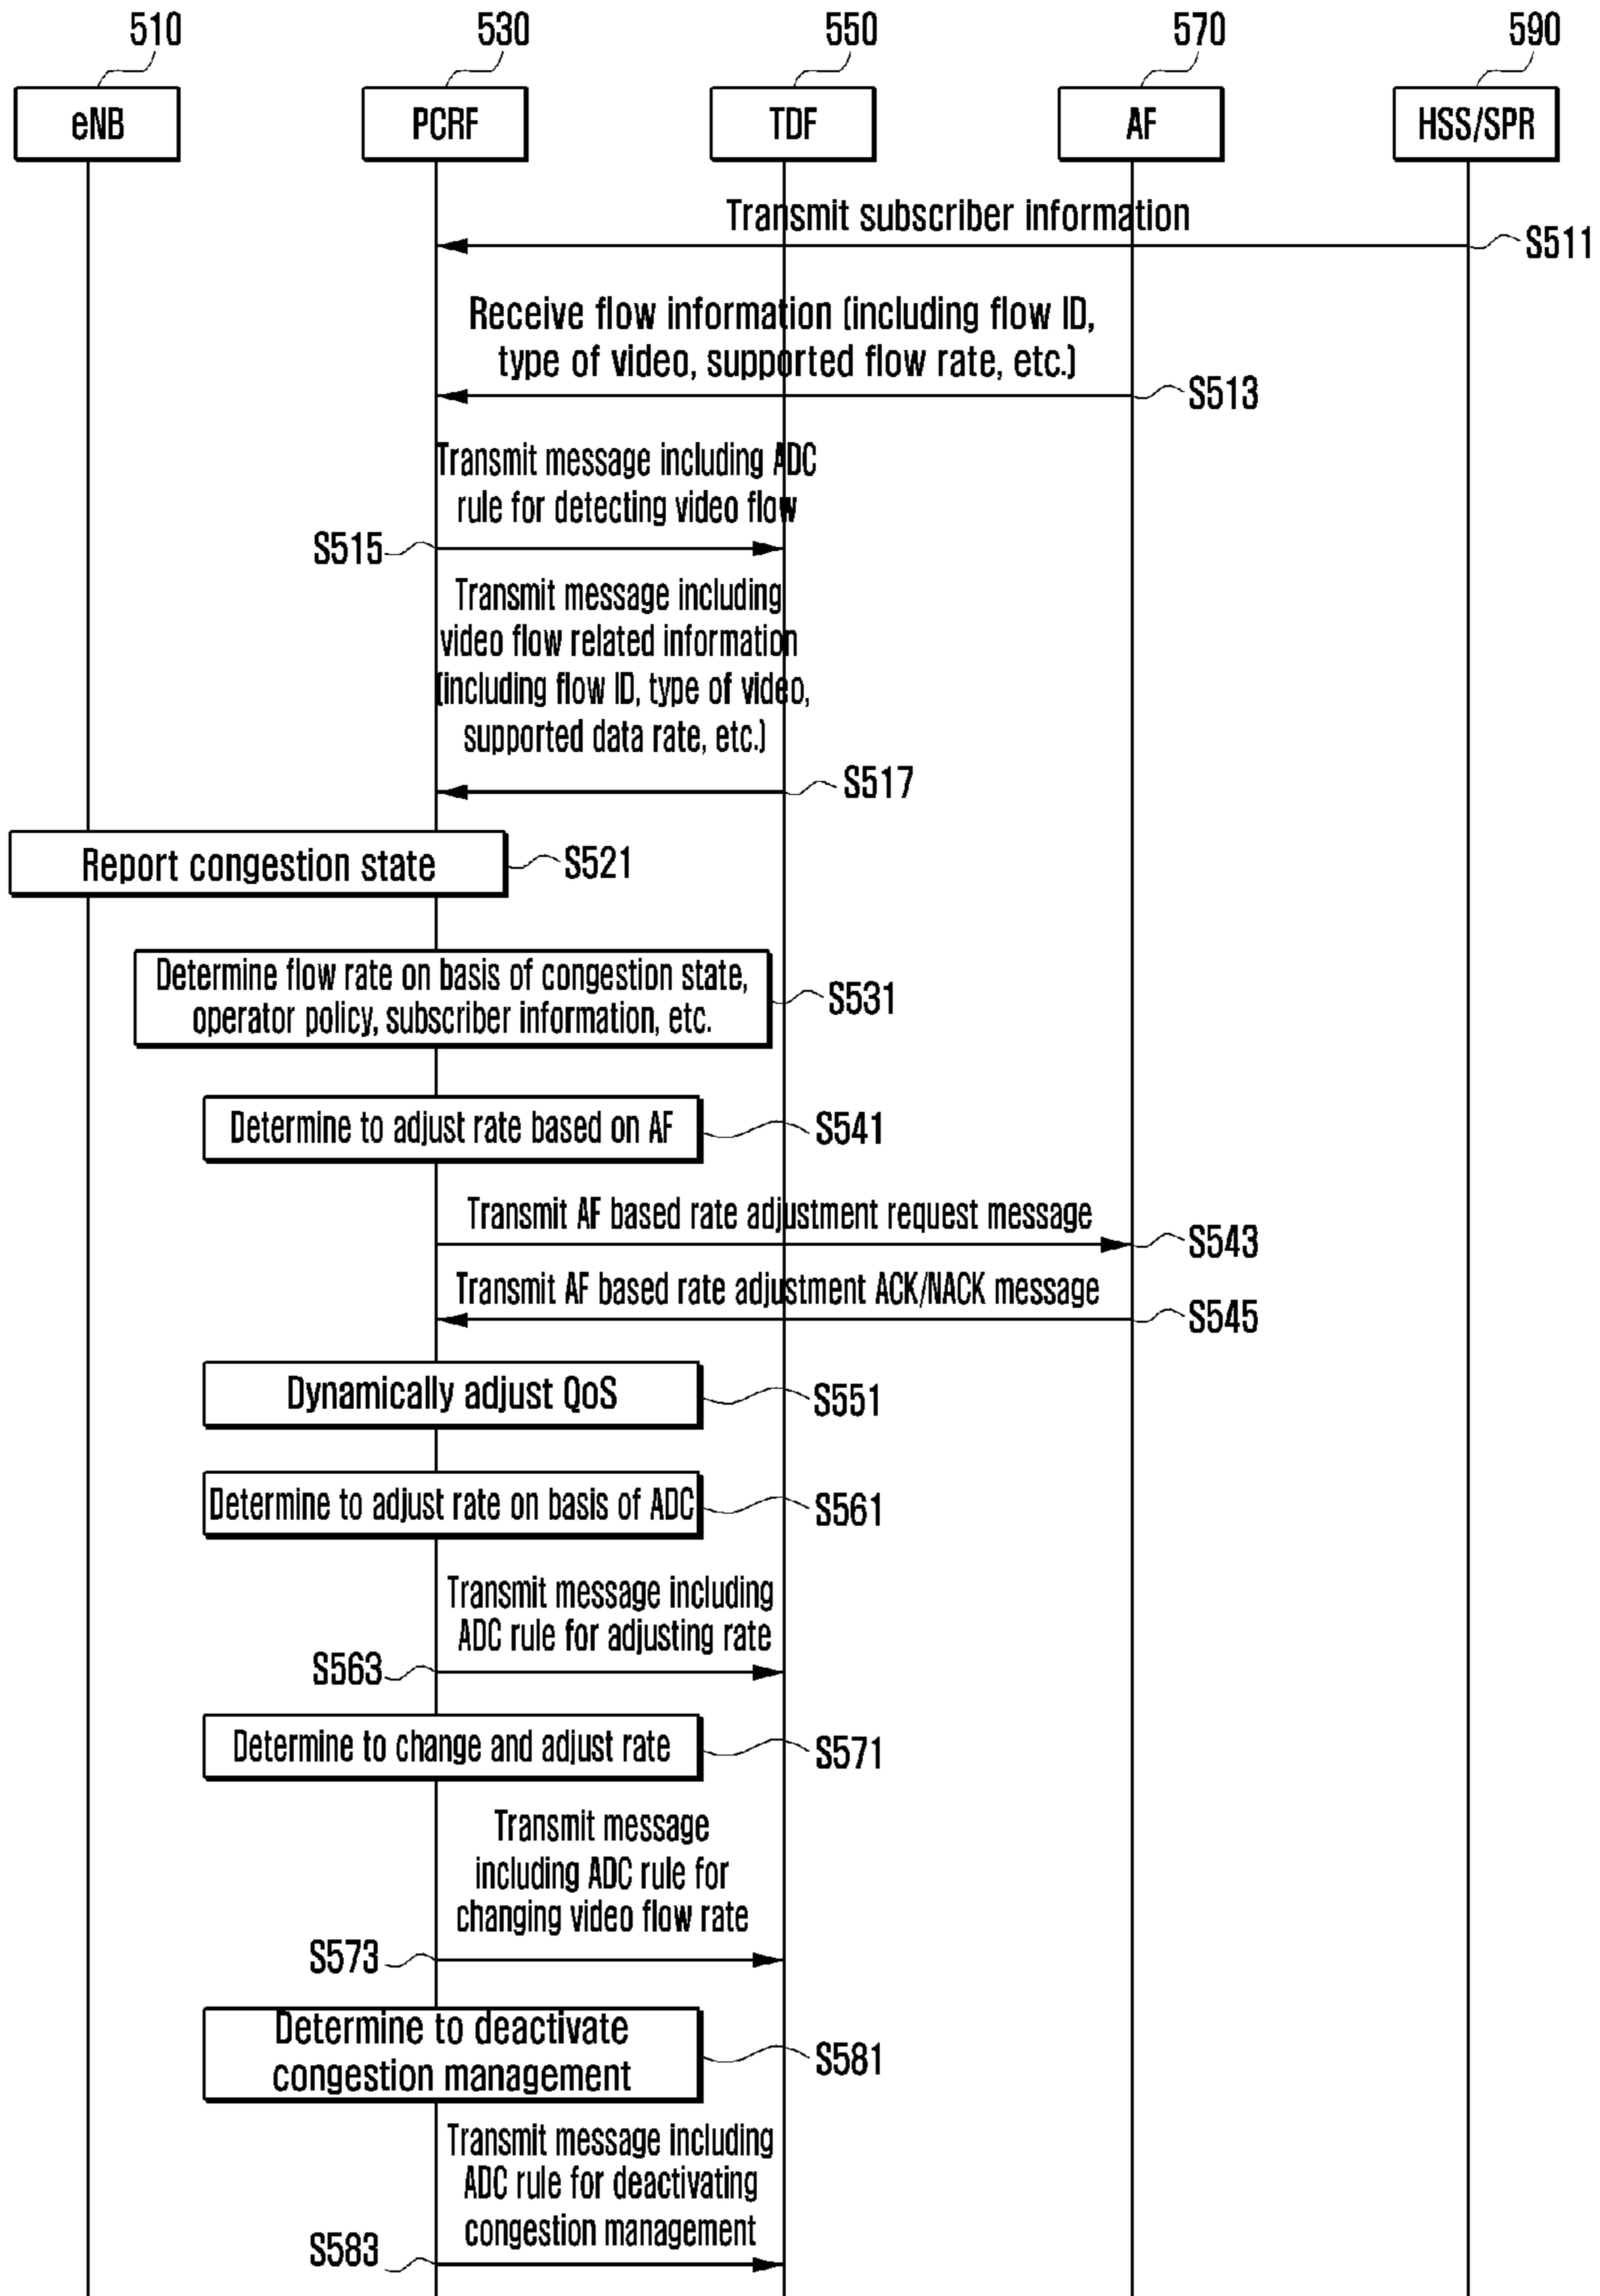 510
530
550
570
590
eNB
PCRF
TDF
AF
HSS/SPR
Transmit subscriber information
S511
Receive flow information (including flow ID,
type of video, supported flow rate, etc.)
S513
Transmit message including ADC
rule for detecting video flow
S515
Transmit message including
video flow related information
(including flow ID, type of video,
supported data rate, etc.)
S517
Report congestion state
S521
Determine flow rate on basis of congestion state,
operator policy, subscriber information, etc.
S531
Determine to adjust rate based on AF
S541
Transmit AF based rate adjustment request message
S543
Transmit AF based rate adjustment ACK/NACK message
S545
Dynamically adjust QoS
S551
Determine to adjust rate on basis of ADC
S561
Transmit message including
ADC rule for adjusting rate
S563
Determine to change and adjust rate
S571
Transmit message
including ADC rule for
changing video flow rate
S573
Determine to deactivate
congestion management
S581
Transmit message including
ADC rule for deactivating
congestion management
S583